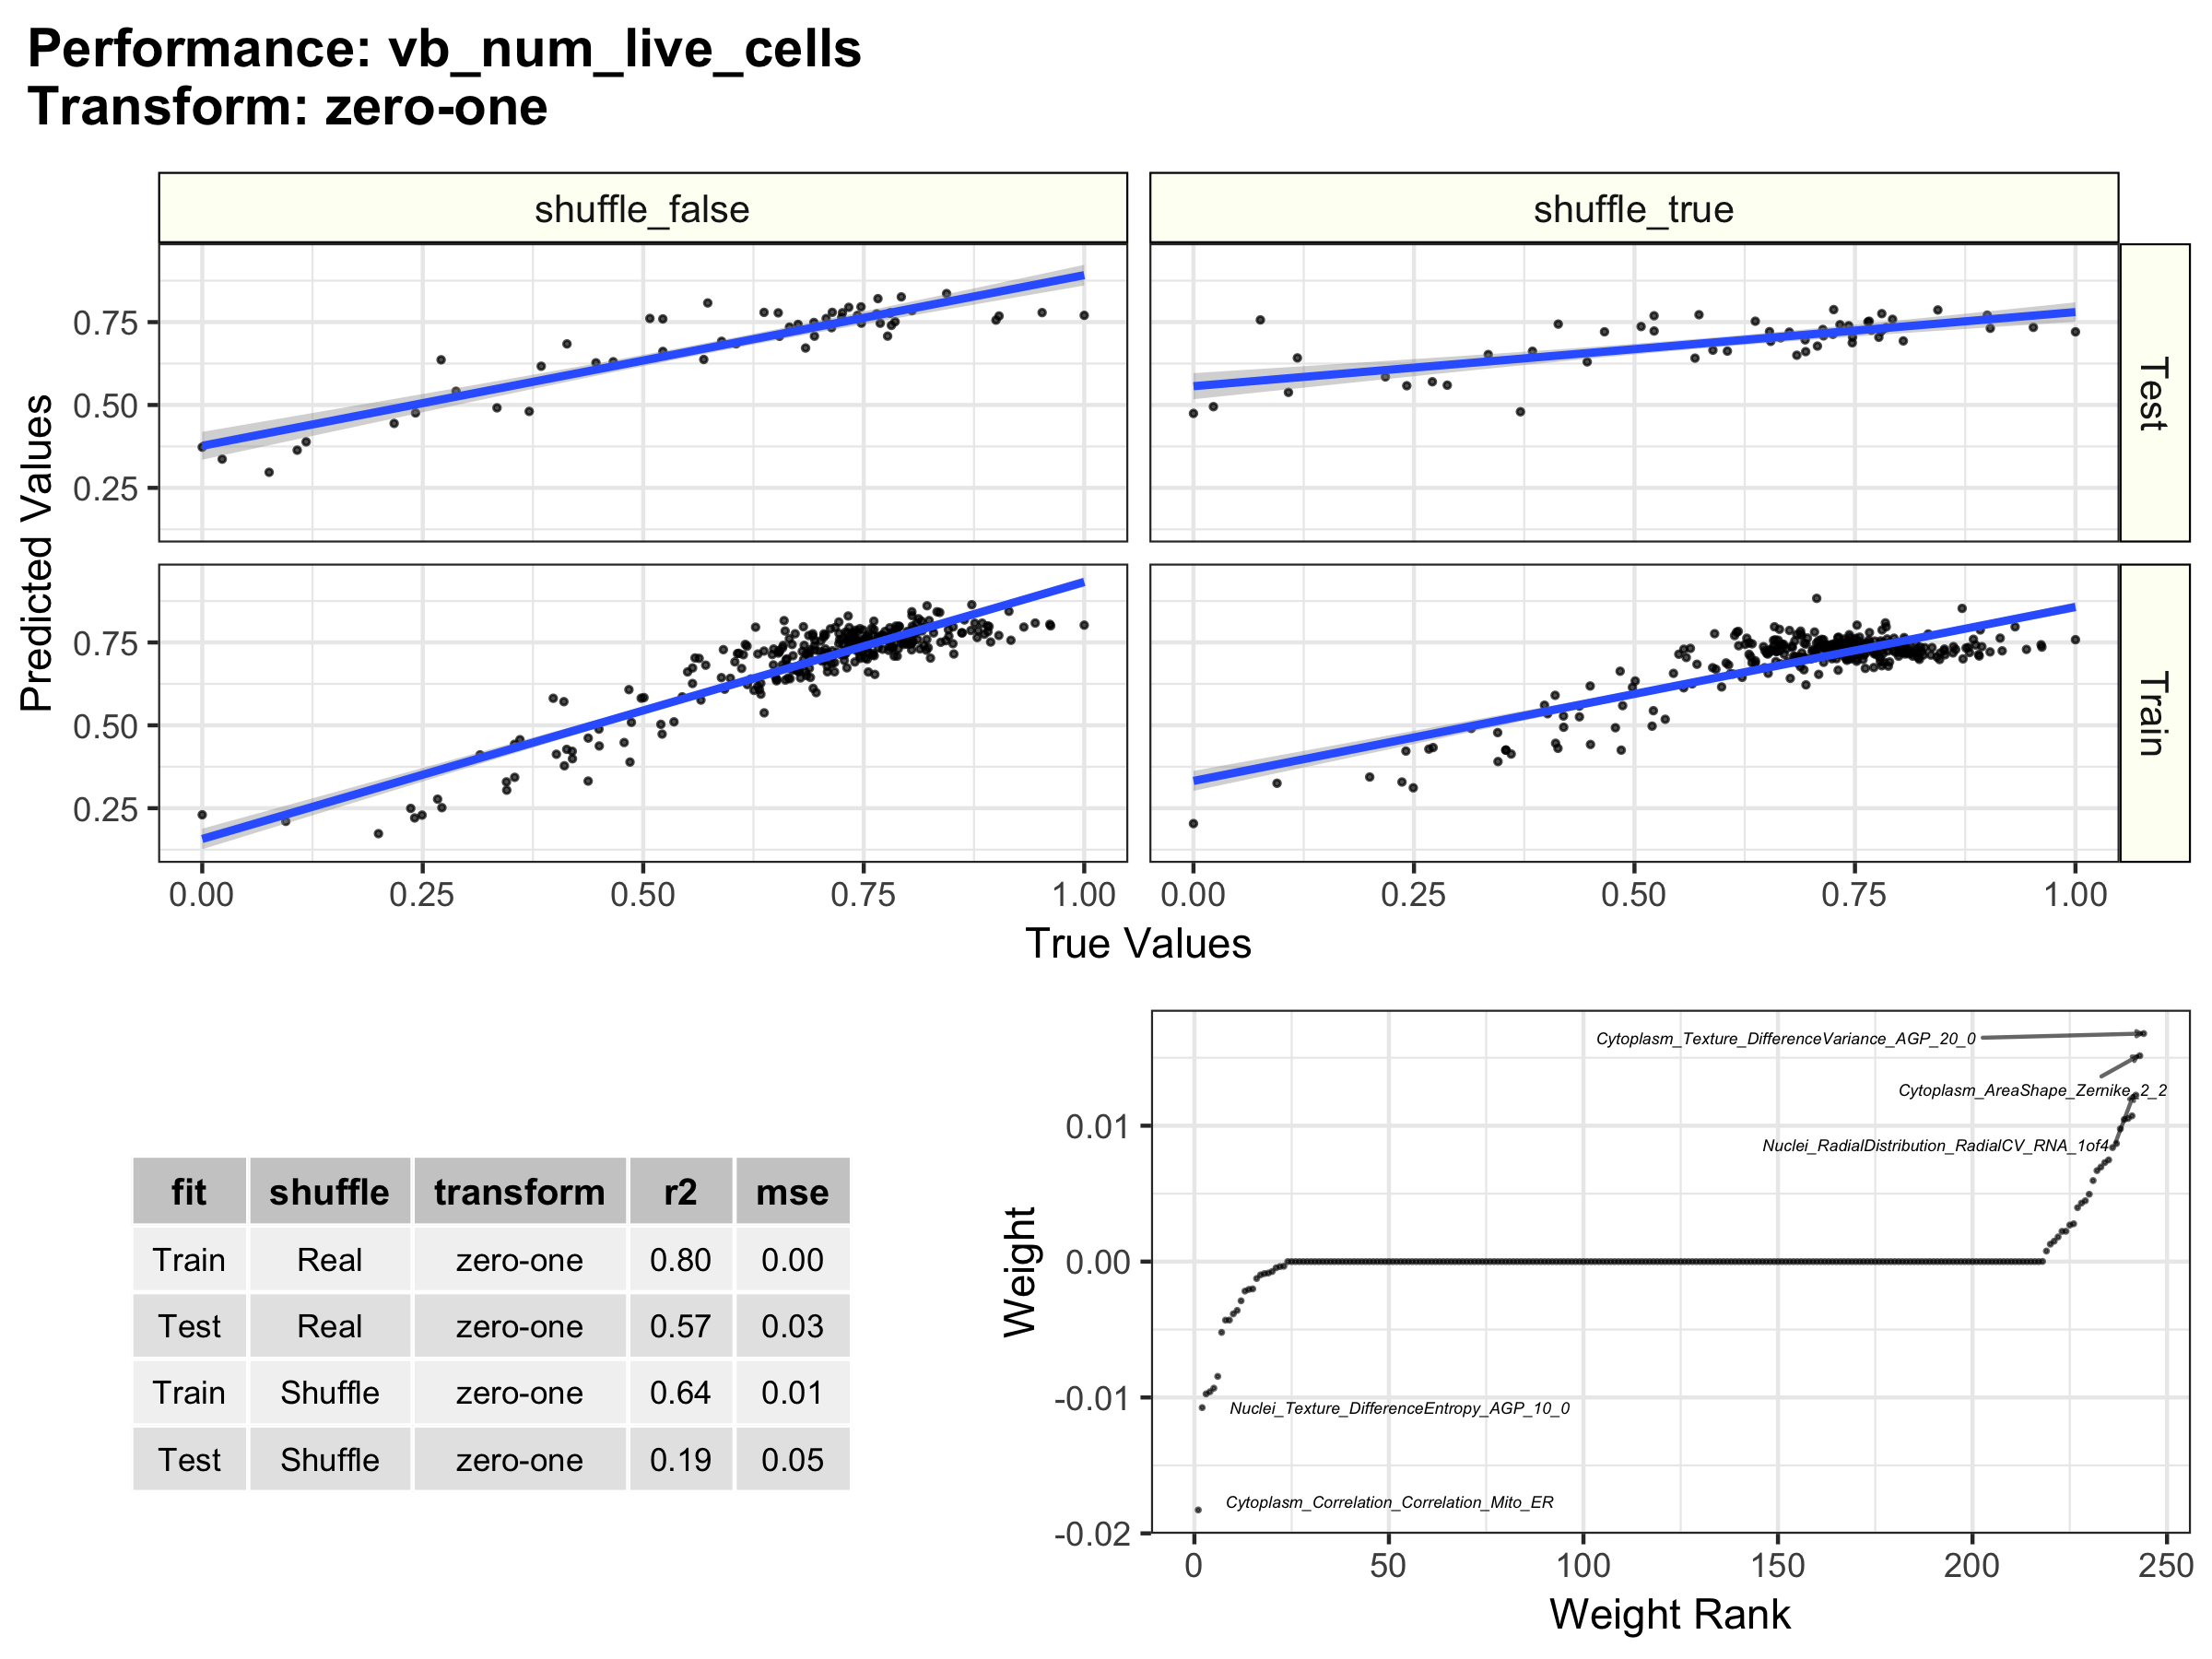 Performance: vb_num_live_cells
Transform: zero-one
shuffle_false
shuffle_true
Predicted Values
0.75
0.50
0.25
Test
0.75
0.50
0.25
Train
0.00 0.25 0.50 0.75 1.00
0.00 0.25 0.50 0.75 1.00
True Values
fit shuffle transform r2 mse
Train Real zero-one 0.80 0.00
Test Real zero-one 0.57 0.03
Train Shuffle zero-one 0.64 0.01
Test Shuffle zero-one 0.19 0.05
Weight
0.01
0.00
-0.01
-0.02
Cytoplasm_Texture_DifferenceVariance_AGP_20_0
Cytoplasm_AreaShape_Zernike_2_2
Nuclei_RadialDistribution_RadialCV_RNA_1of4
Nuclei_Texture_DifferenceEntropy_AGP_10_0
Cytoplasm_Correlation_Correlation_Mito_ER
0 50 100 150 200 250
Weight Rank